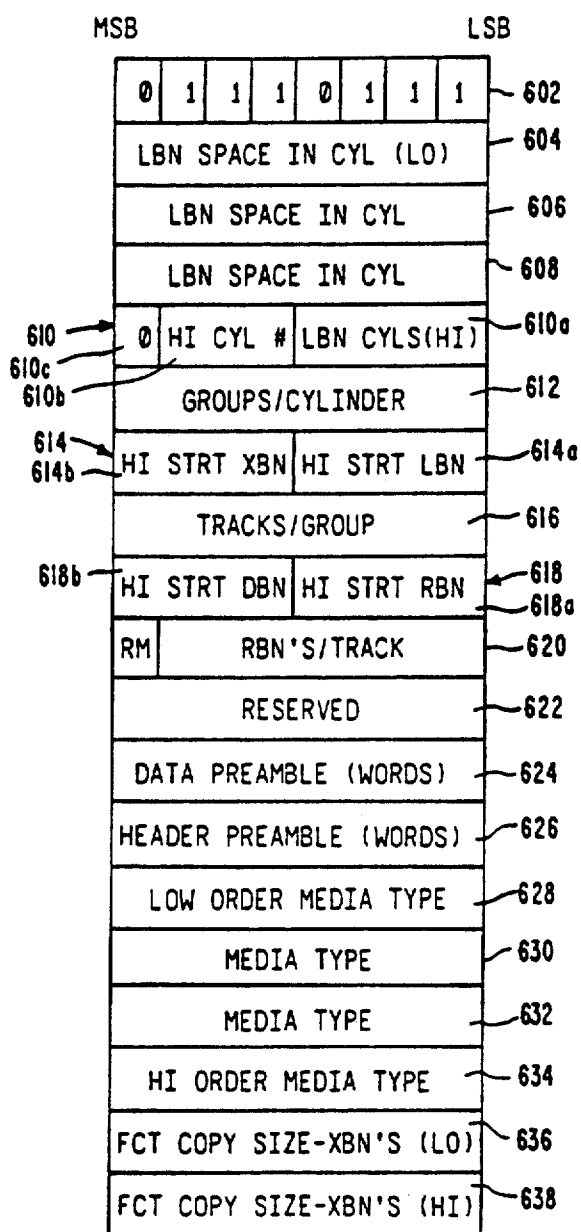 MSB LSB
0 1 1 1 0 1 1 1 602
LBN SPACE IN CYL (LO) 604
LBN SPACE IN CYL 606
LBN SPACE IN CYL 608
610 0 HI CYL # LBN CYLS(HI) 610a
610c 610b
GROUPS/CYLINDER 612
614
614b HI STRT XBN HI STRT LBN 614a
TRACKS/GROUP 616
618b HI STRT DBN HI STRT RBN 618
618a
RM RBN'S/TRACK 620
RESERVED 622
DATA PREAMBLE (WORDS) 624
HEADER PREAMBLE (WORDS) 626
LOW ORDER MEDIA TYPE 628
MEDIA TYPE 630
MEDIA TYPE 632
HI ORDER MEDIA TYPE 634
FCT COPY SIZE-XBN'S (LO) 636
FCT COPY SIZE-XBN'S (HI) 638